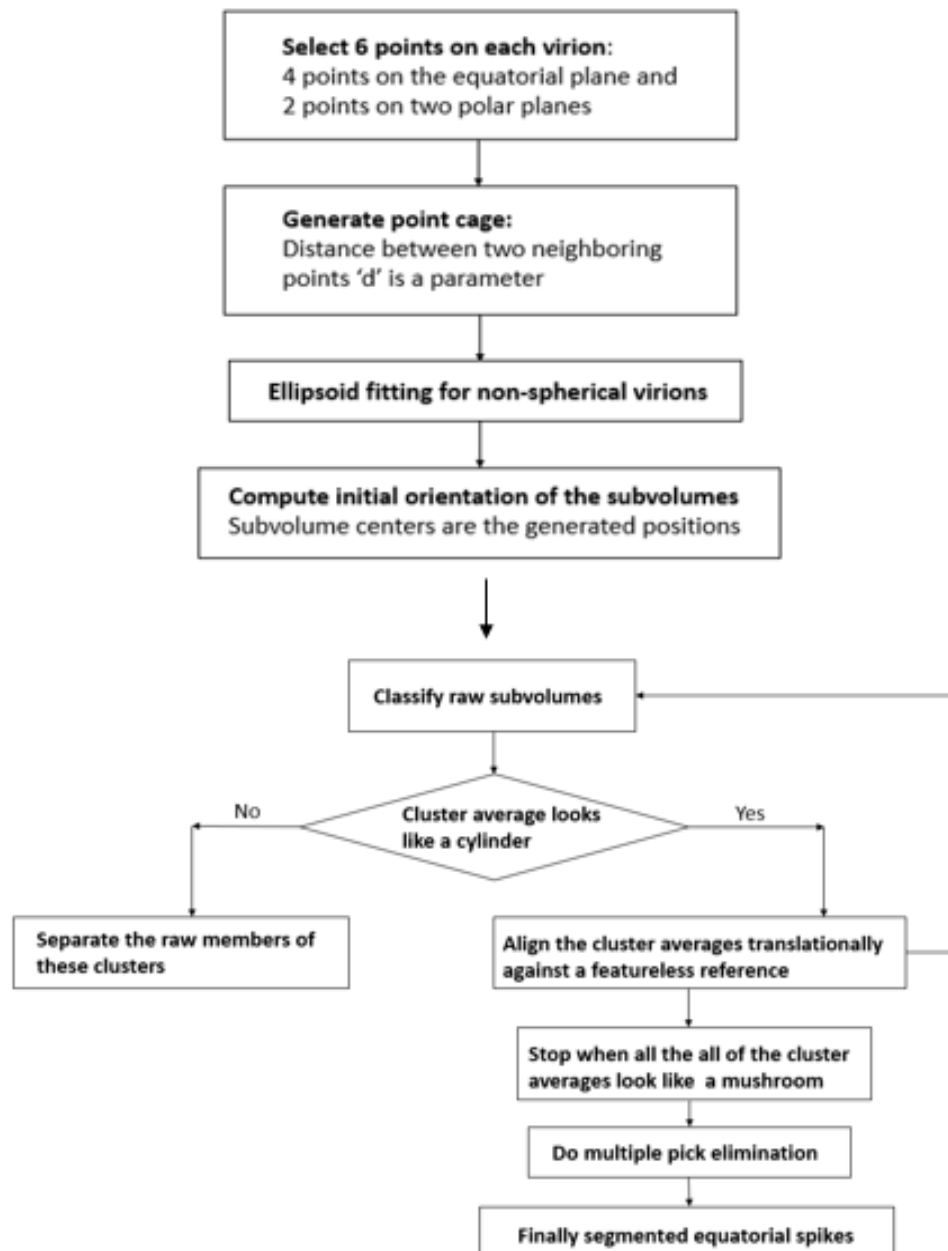 Select 6 points on each virion:
4 points on the equatorial plane and
2 points on two polar planes
Generate point cage:
Distance between two neighboring
points ‘d’ is a parameter
Ellipsoid fitting for non-spherical virions
Compute initial orientation of the subvolumes
Subvolume centers are the generated positions
Classify raw subvolumes
No
Cluster average looks
like a cylinder
Yes
Separate the raw members of
these clusters
Align the cluster averages translationally
against a featureless reference
Stop when all the all of the cluster
averages look like a mushroom
Do multiple pick elimination
Finally segmented equatorial spikes